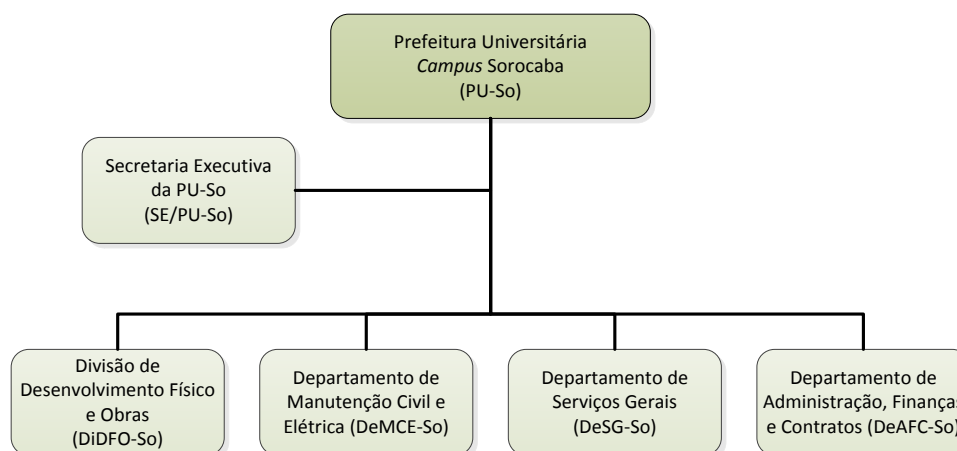 Prefeitura Universitária
Campus Sorocaba
(PU-So)
Secretaria Executiva
da PU-So
(SE/PU-So)
Divisão de
Desenvolvimento Físico
e Obras
(DiDFO-So)
Departamento de
Manutenção Civil e
Elétrica (DeMCE-So)
Departamento de
Serviços Gerais
(DeSG-So)
Departamento de
Administração, Finanças
e Contratos (DeAFC-So)